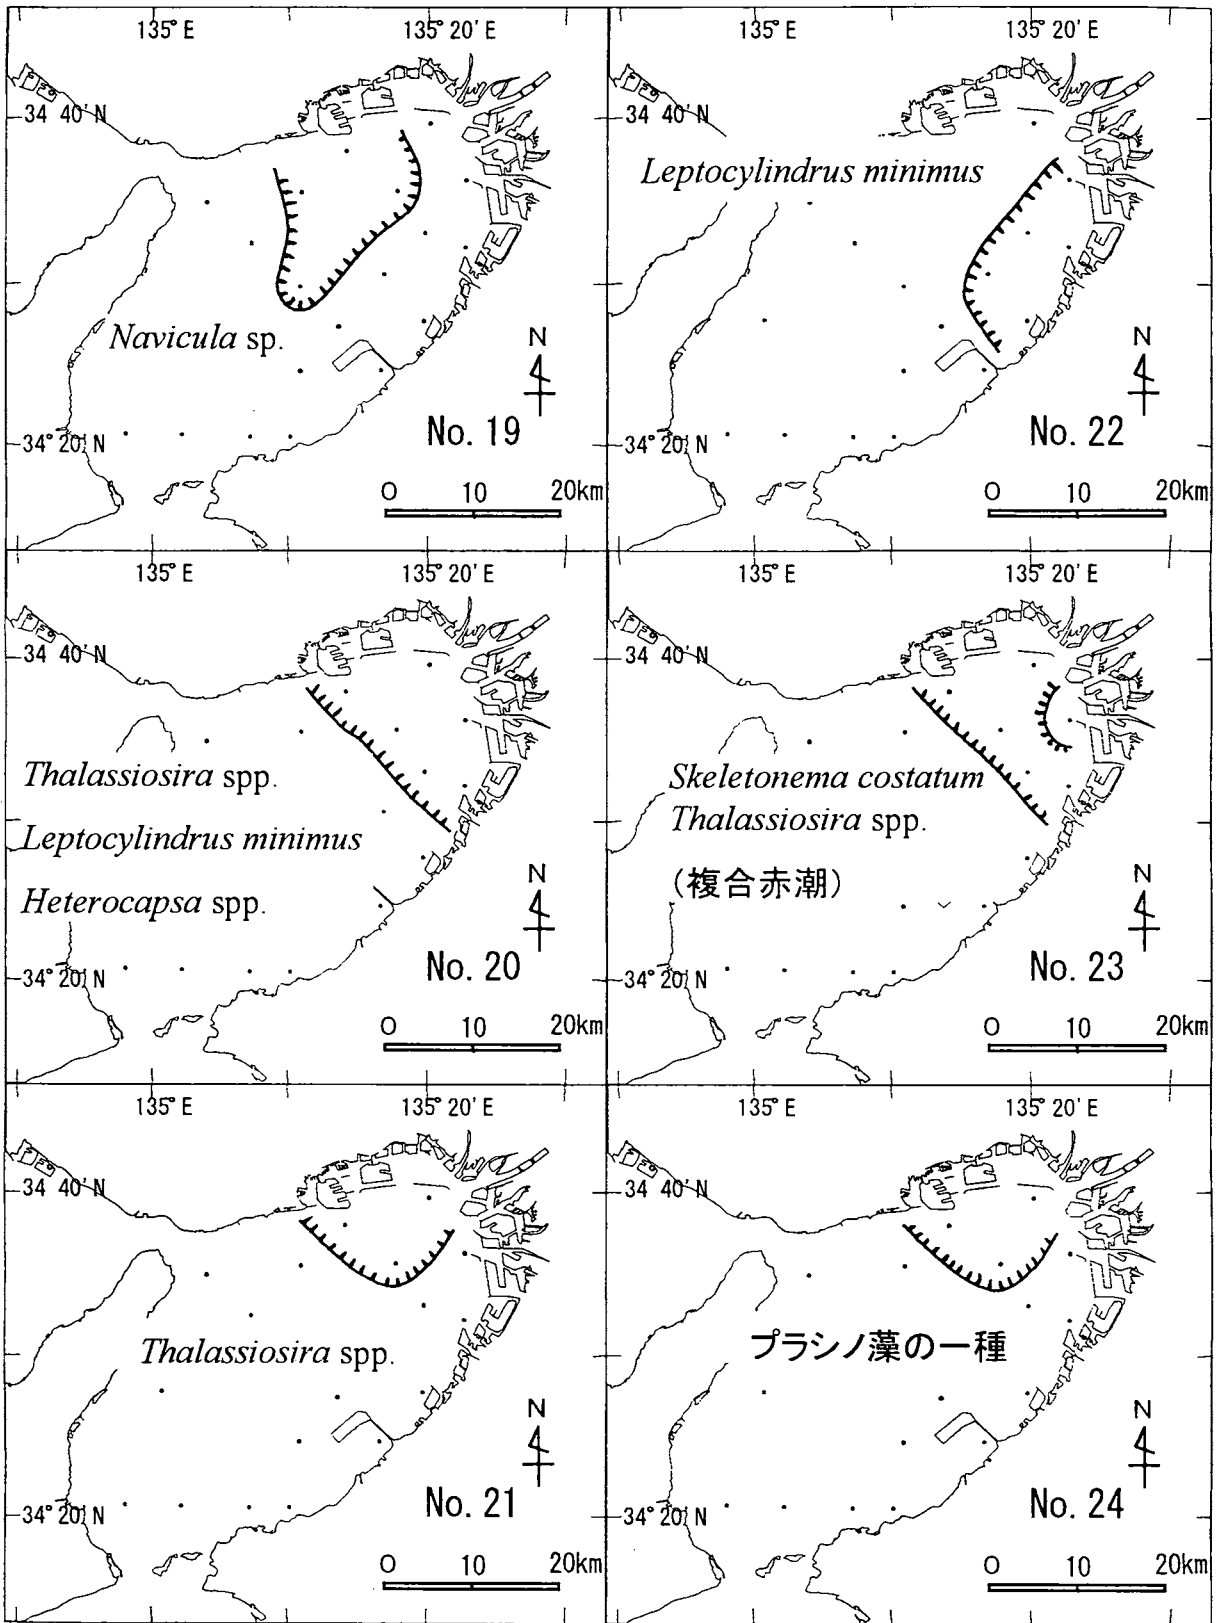 135° E 135° 20' E
34 40' N
Navicula sp.
N
34° 20' N
No. 19
0 10 20km
135° E 135° 20' E
34 40' N
Leptocylindrus minimus
N
34° 20' N
No. 22
0 10 20km
135° E 135° 20' E
34 40' N
Thalassiosira spp.
Leptocylindrus minimus
Heterocapsa spp.
N
34° 20' N
No. 20
0 10 20km
135° E 135° 20' E
34 40' N
Skeletonema costatum
Thalassiosira spp.
(複合赤潮)
N
34° 20' N
No. 23
0 10 20km
135° E 135° 20' E
34 40' N
Thalassiosira spp.
N
34° 20' N
No. 21
0 10 20km
135° E 135° 20' E
34 40' N
プラシノ藻の一種
N
34° 20' N
No. 24
0 10 20km